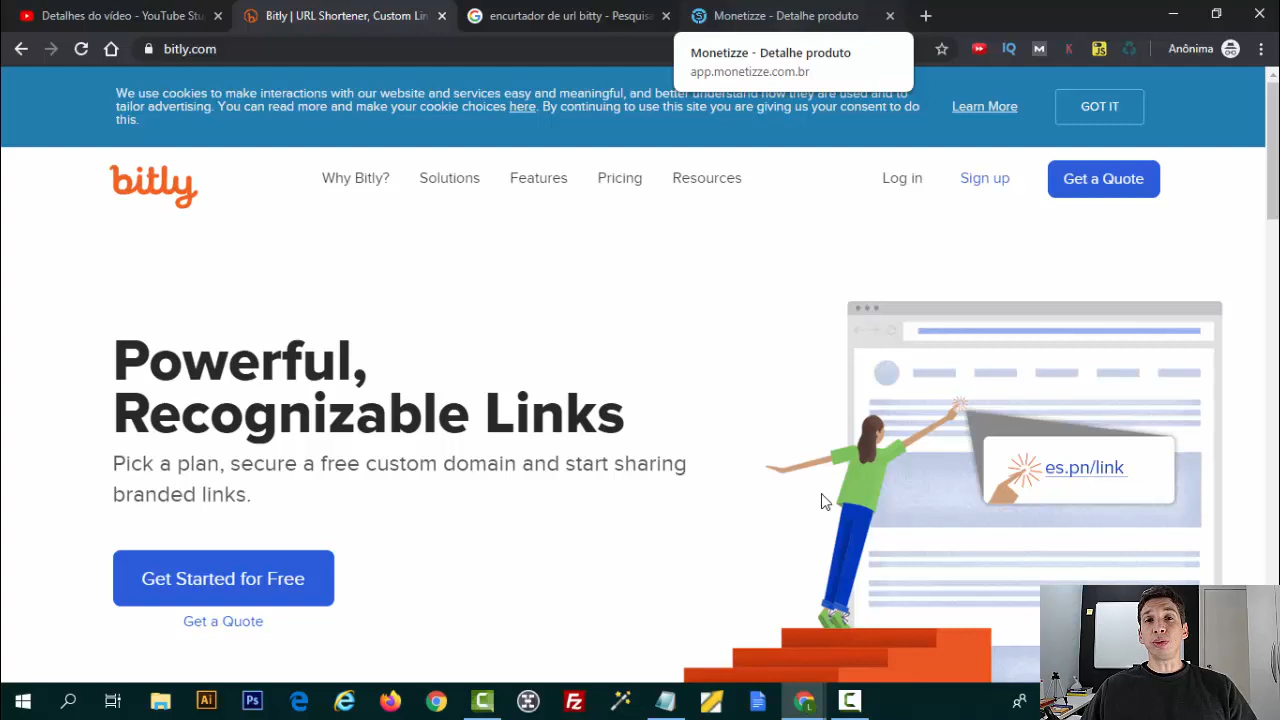 Detalhes do vídeo - YouTube Stu
Bitly | URL Shortener, Custom Lin
encurtador de url bitty - Pesquisa
Monetizze - Detalhe produto
bitly.com
Anônima
Monetizze - Detalhe produto
app.monetizze.com.br
We use cookies to make interactions with our website and services easy and meaningful, and better understand how they are used and to
tailor advertising. You can read more and make your cookie choices here. By continuing to use this site you are giving us your consent to do
this.
Learn More
GOT IT
bitly
Why Bitly?
Solutions
Features
Pricing
Resources
Log in
Sign up
Get a Quote
Powerful,
Recognizable Links
Pick a plan, secure a free custom domain and start sharing
branded links.
es.pn/link
Get Started for Free
Get a Quote